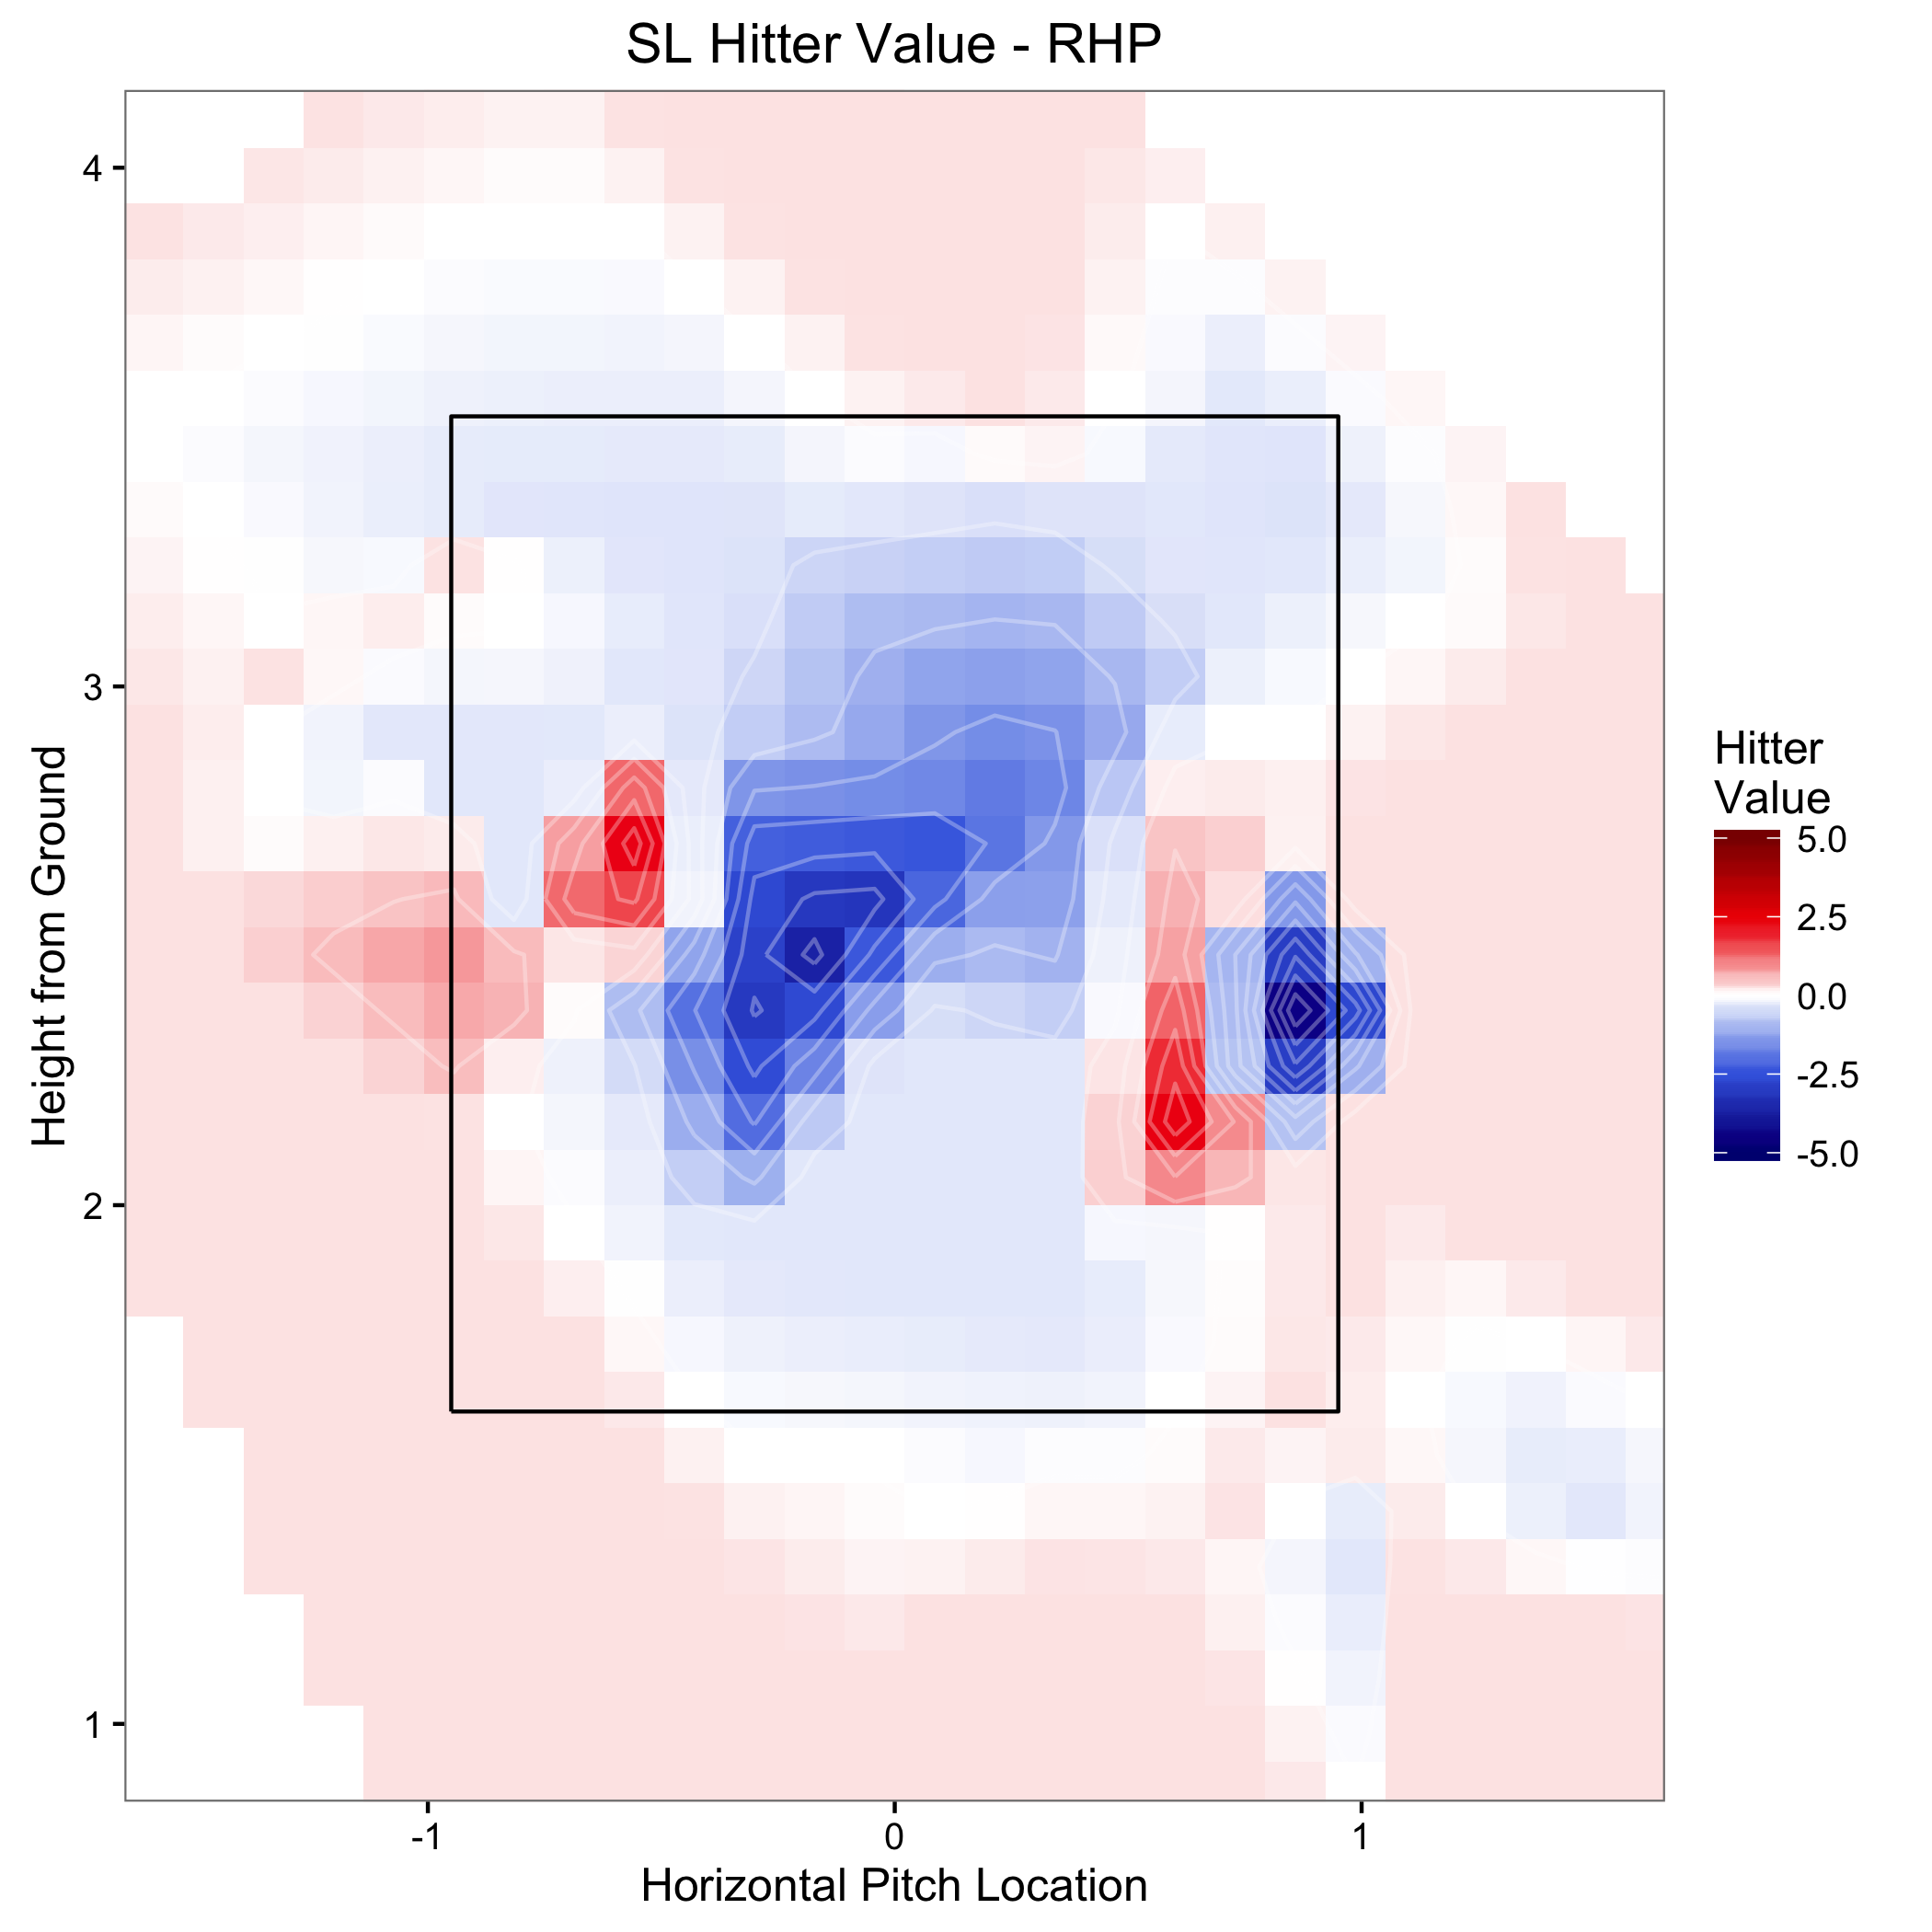 SL Hitter Value - RHP
4
3
2
1
Height from Ground
-1
0
1
Horizontal Pitch Location
Hitter
Value
5.0
2.5
0.0
-2.5
-5.0